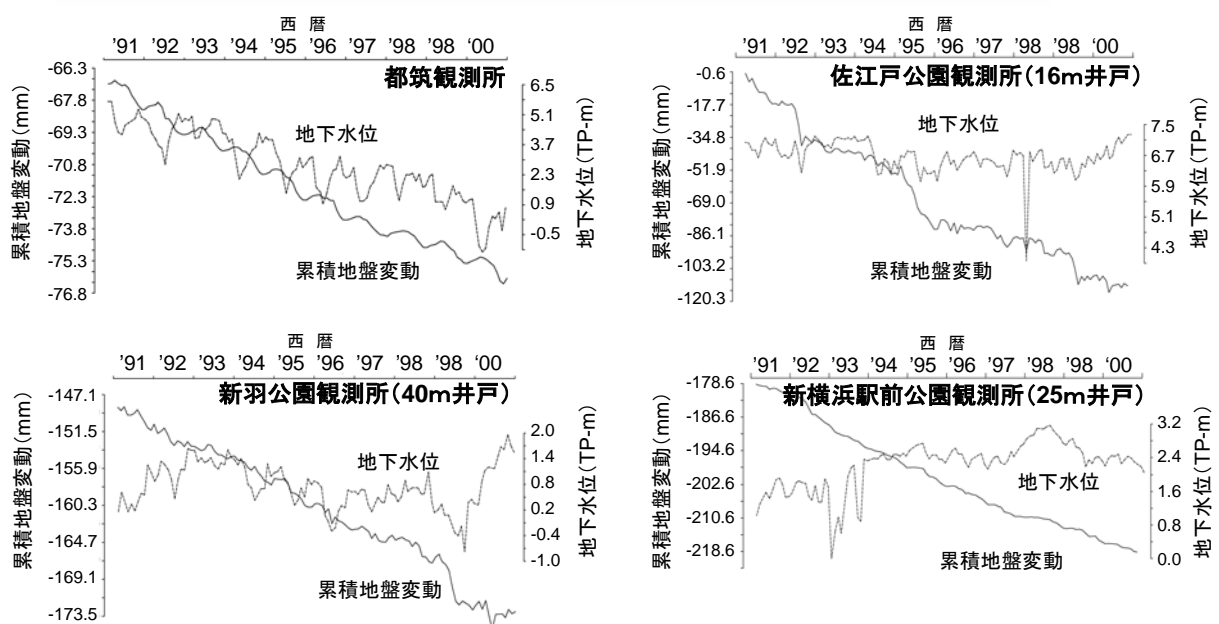 西 暦
’91 ’92 ’93 ’94 ’95 ’96 ’97 ’98 ’98 ’00
都筑観測所
累積地盤変動(mm)
-66.3
-67.8
-69.3
-70.8
-72.3
-73.8
-75.3
-76.8
地下水位
累積地盤変動
6.5
5.1
3.7
2.3
0.9
-0.5
地下水位(TP-m)
西 暦
’91 ’92 ’93 ’94 ’95 ’96 ’97 ’98 ’98 ’00
佐江戸公園観測所(16m井戸)
累積地盤変動(mm)
-0.6
-17.7
-34.8
-51.9
-69.0
-86.1
-103.2
-120.3
地下水位
累積地盤変動
7.5
6.7
5.9
5.1
4.3
地下水位(TP-m)
西 暦
’91 ’92 ’93 ’94 ’95 ’96 ’97 ’98 ’98 ‘00
新羽公園観測所(40m井戸)
累積地盤変動(mm)
-147.1
-151.5
-155.9
-160.3
-164.7
-169.1
-173.5
地下水位
累積地盤変動
2.0
1.4
0.8
0.2
-0.4
-1.0
地下水位(TP-m)
西 暦
’91 ’92 ’93 ’94 ’95 ’96 ’97 ’98 ’98 ’00
新横浜駅前公園観測所(25m井戸)
累積地盤変動(mm)
-178.6
-186.6
-194.6
-202.6
-210.6
-218.6
地下水位
累積地盤変動
3.2
2.4
1.6
0.8
0.0
地下水位(TP-m)